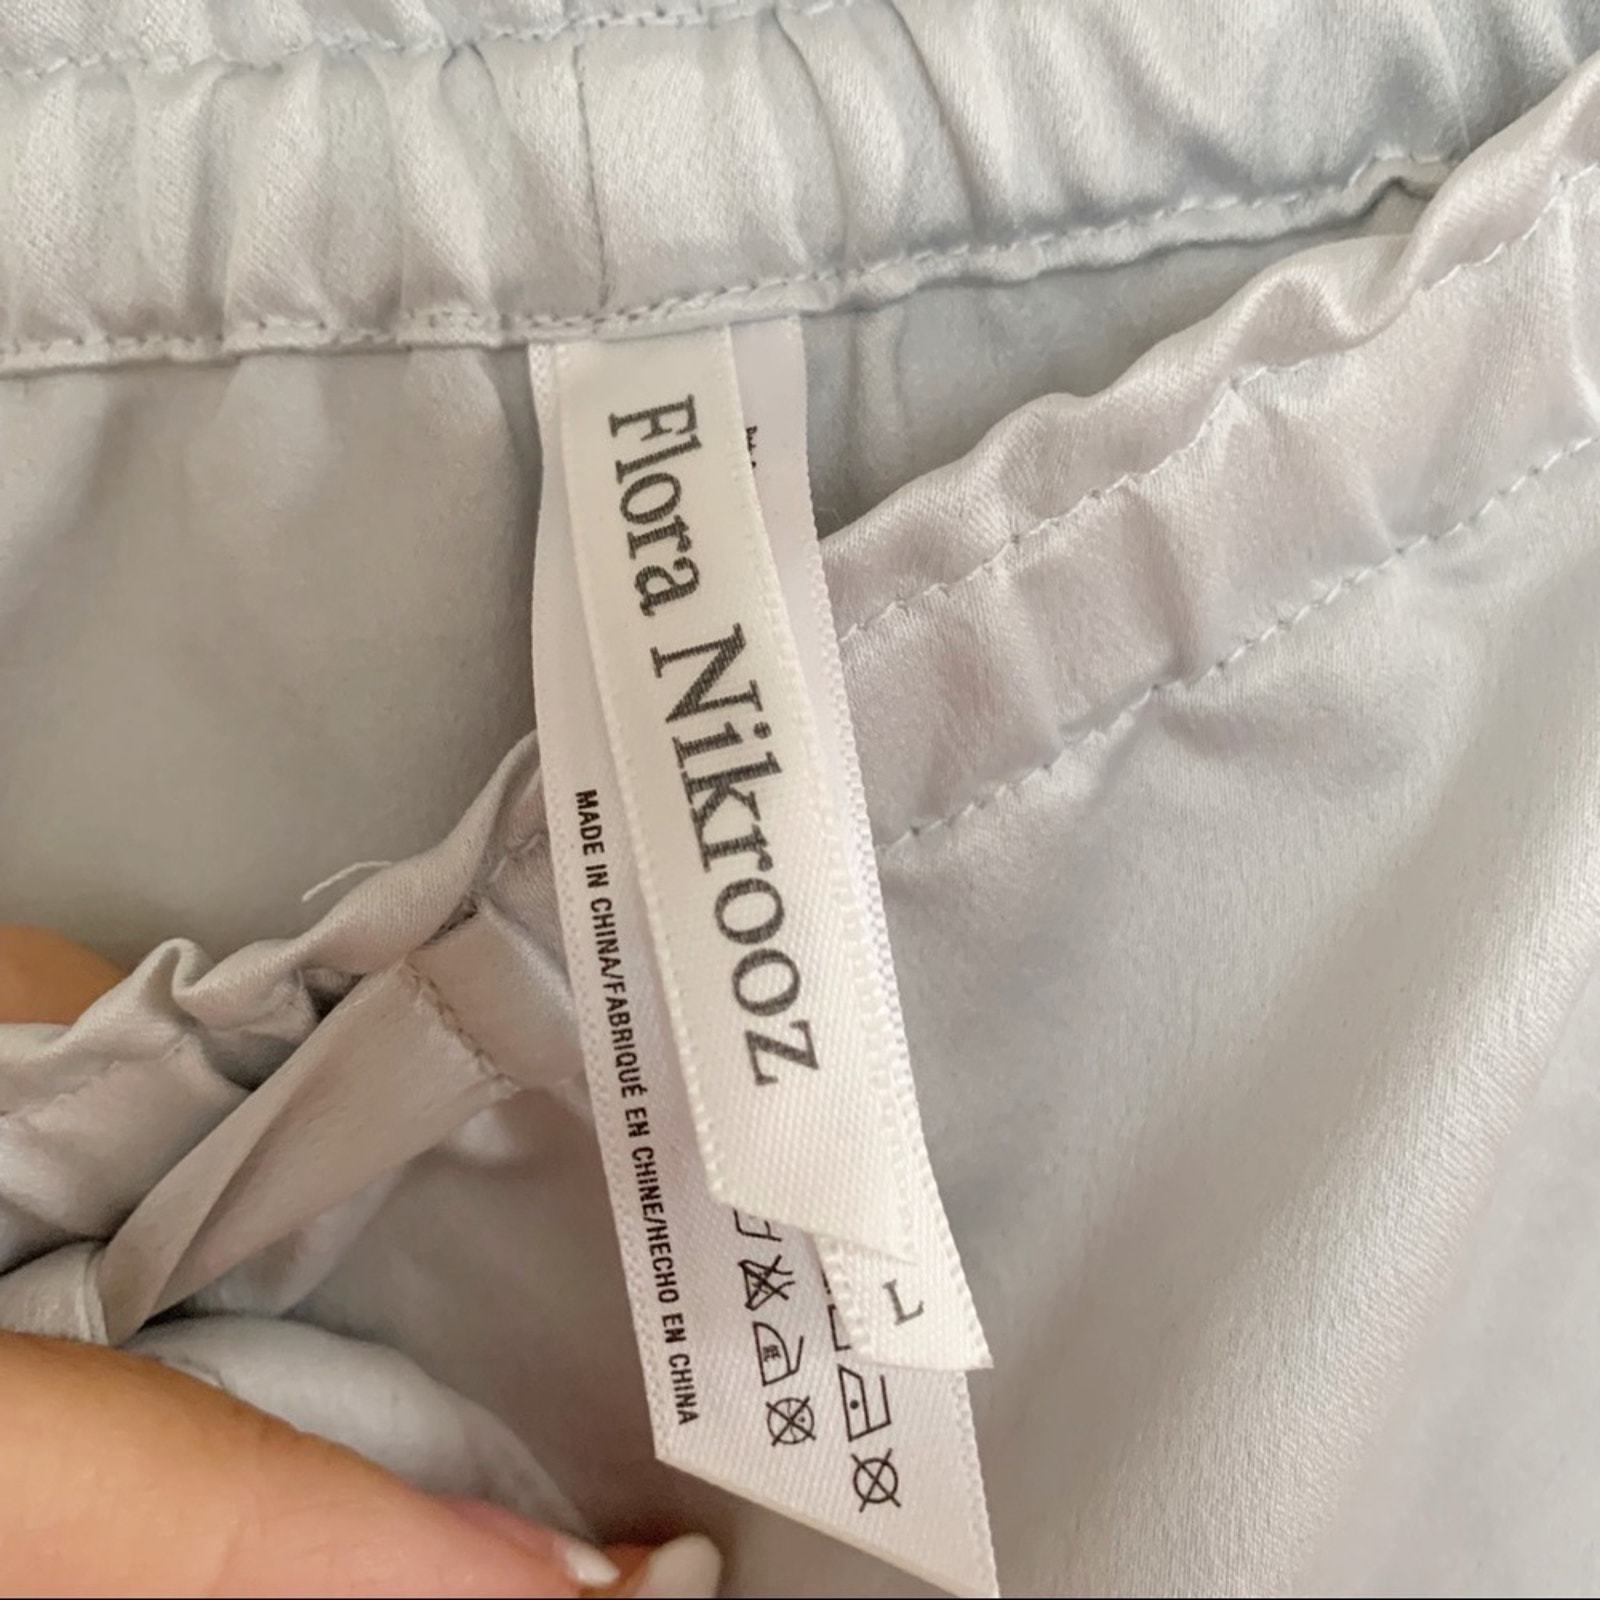 Flora Nikrooz
L
MADE IN CHINA/FABRIQUÉ EN CHINE/HECHO EN CHINA